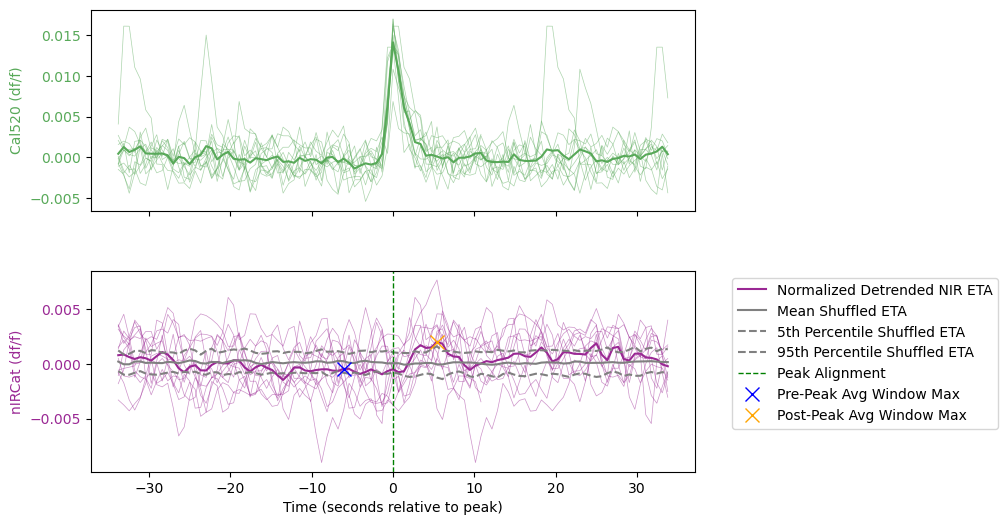 0.015
0.010
0.005
0.000
−0.005
Cal520 (df/f)
0.005
0.000
−0.005
nIRCat (df/f)
−30
−20
−10
0
10
20
30
Time (seconds relative to peak)
Normalized Detrended NIR ETA
Mean Shuffled ETA
5th Percentile Shuffled ETA
95th Percentile Shuffled ETA
Peak Alignment
Pre-Peak Avg Window Max
Post-Peak Avg Window Max